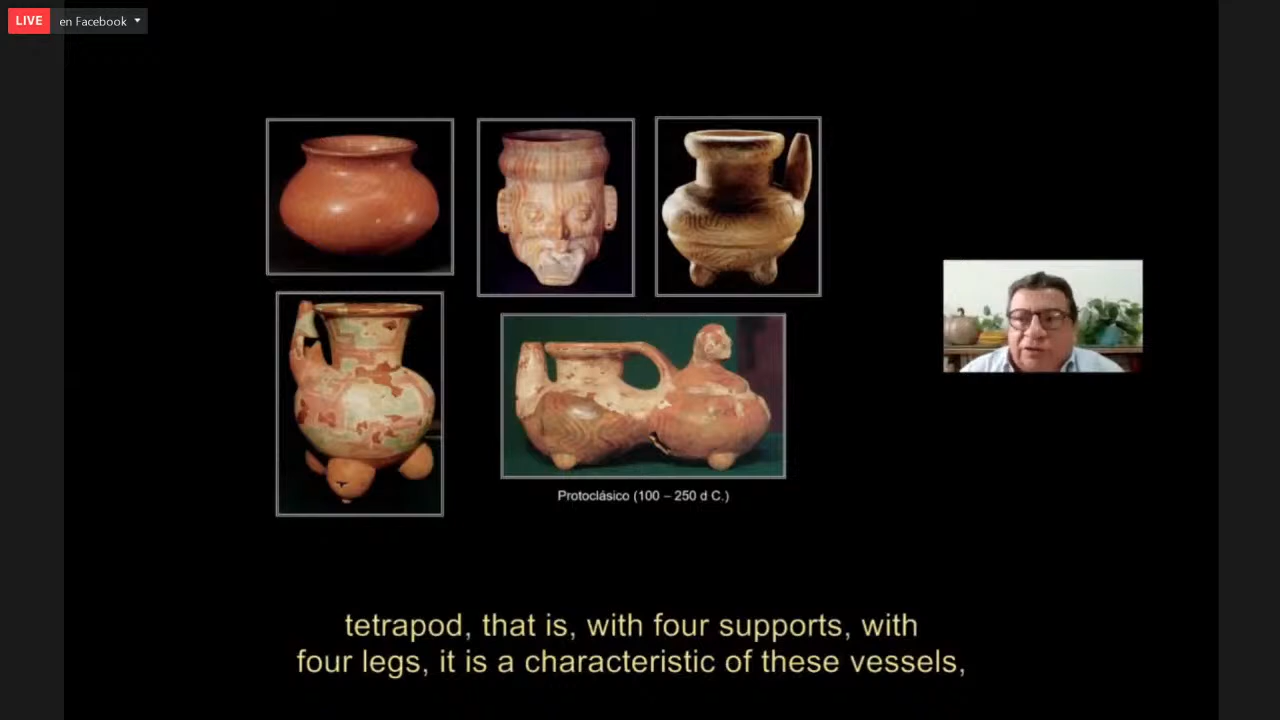 LIVE en Facebook
Protoclásico (100 – 250 d C.)
tetrapod, that is, with four supports, with
four legs, it is a characteristic of these vessels,